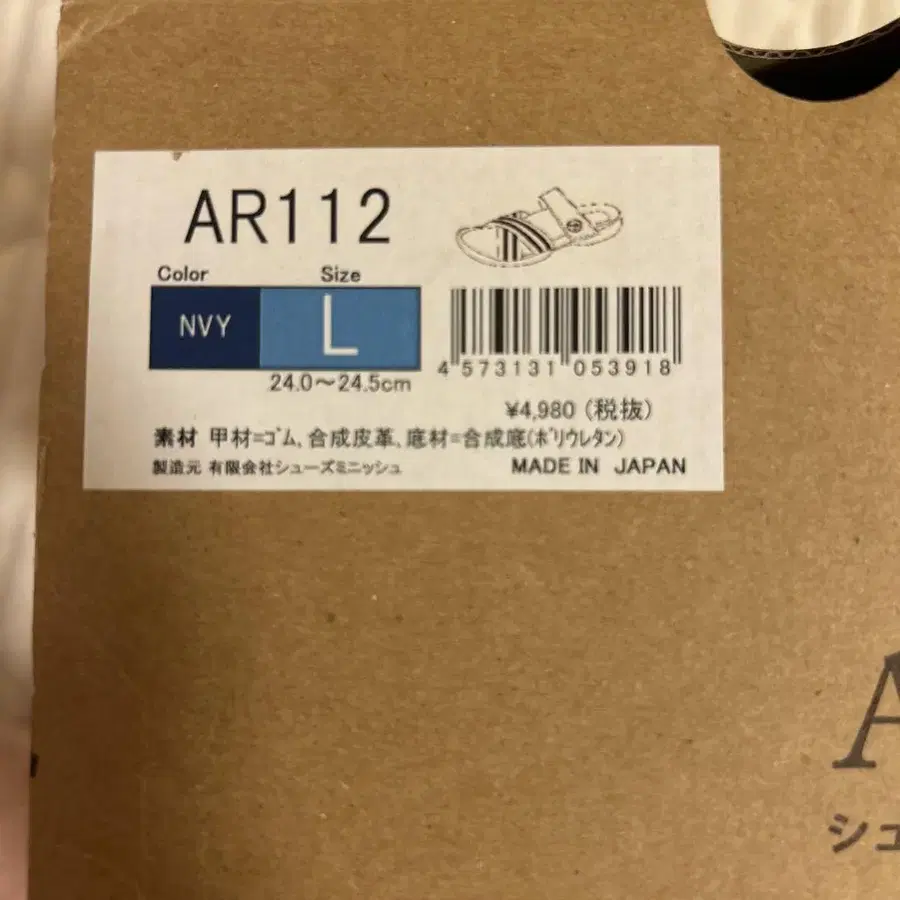 AR112
Color Size
NVY L
24.0～24.5cm
4 573131 053918
¥4,980 (税抜)
素材 甲材=ゴム、合成皮革、底材=合成底(ポリウレタン)
製造元 有限会社シューズミニッシュ MADE IN JAPAN
A
シュ